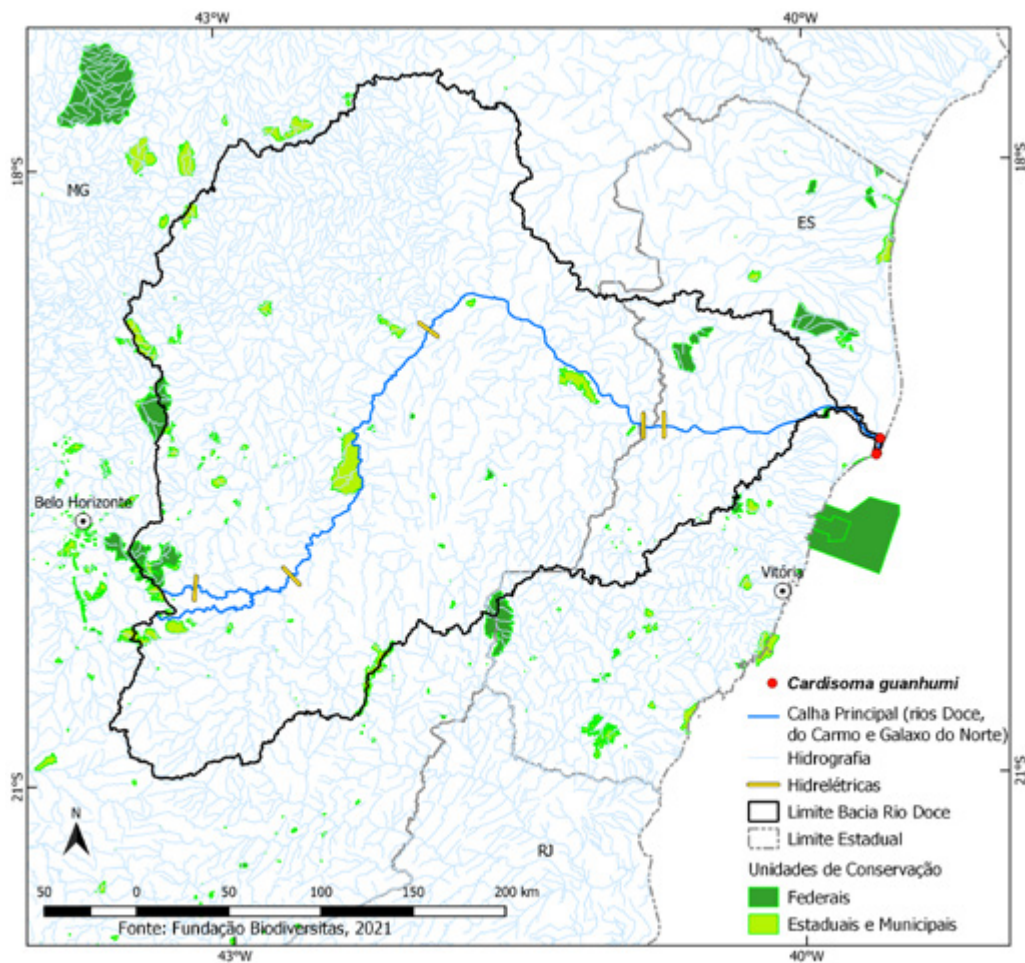 43°W
40°W
18°S
18°S
MG
ES
Belo Horizonte
Vitória
Cardisoma guanhumi
Calha Principal (rios Doce,
do Carmo e Galaxo do Norte)
Hidrografia
Hidrelétricas
Limite Bacia Rio Doce
Limite Estadual
Unidades de Conservação
Federais
Estaduais e Municipais
21°S
21°S
N
RJ
50 0 50 100 150 200 km
Fonte: Fundação Biodiversitas, 2021
43°W
40°W